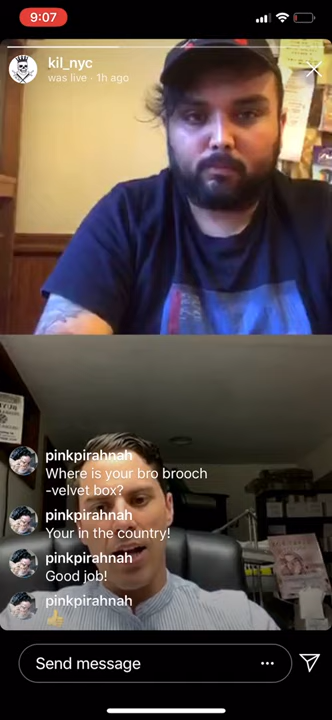 9:07
kil_nyc
was live · 1h ago
pinkpirahnah
Where is your bro brooch
-velvet box?
pinkpirahnah
Your in the country!
pinkpirahnah
Good job!
pinkpirahnah
👍
Send message